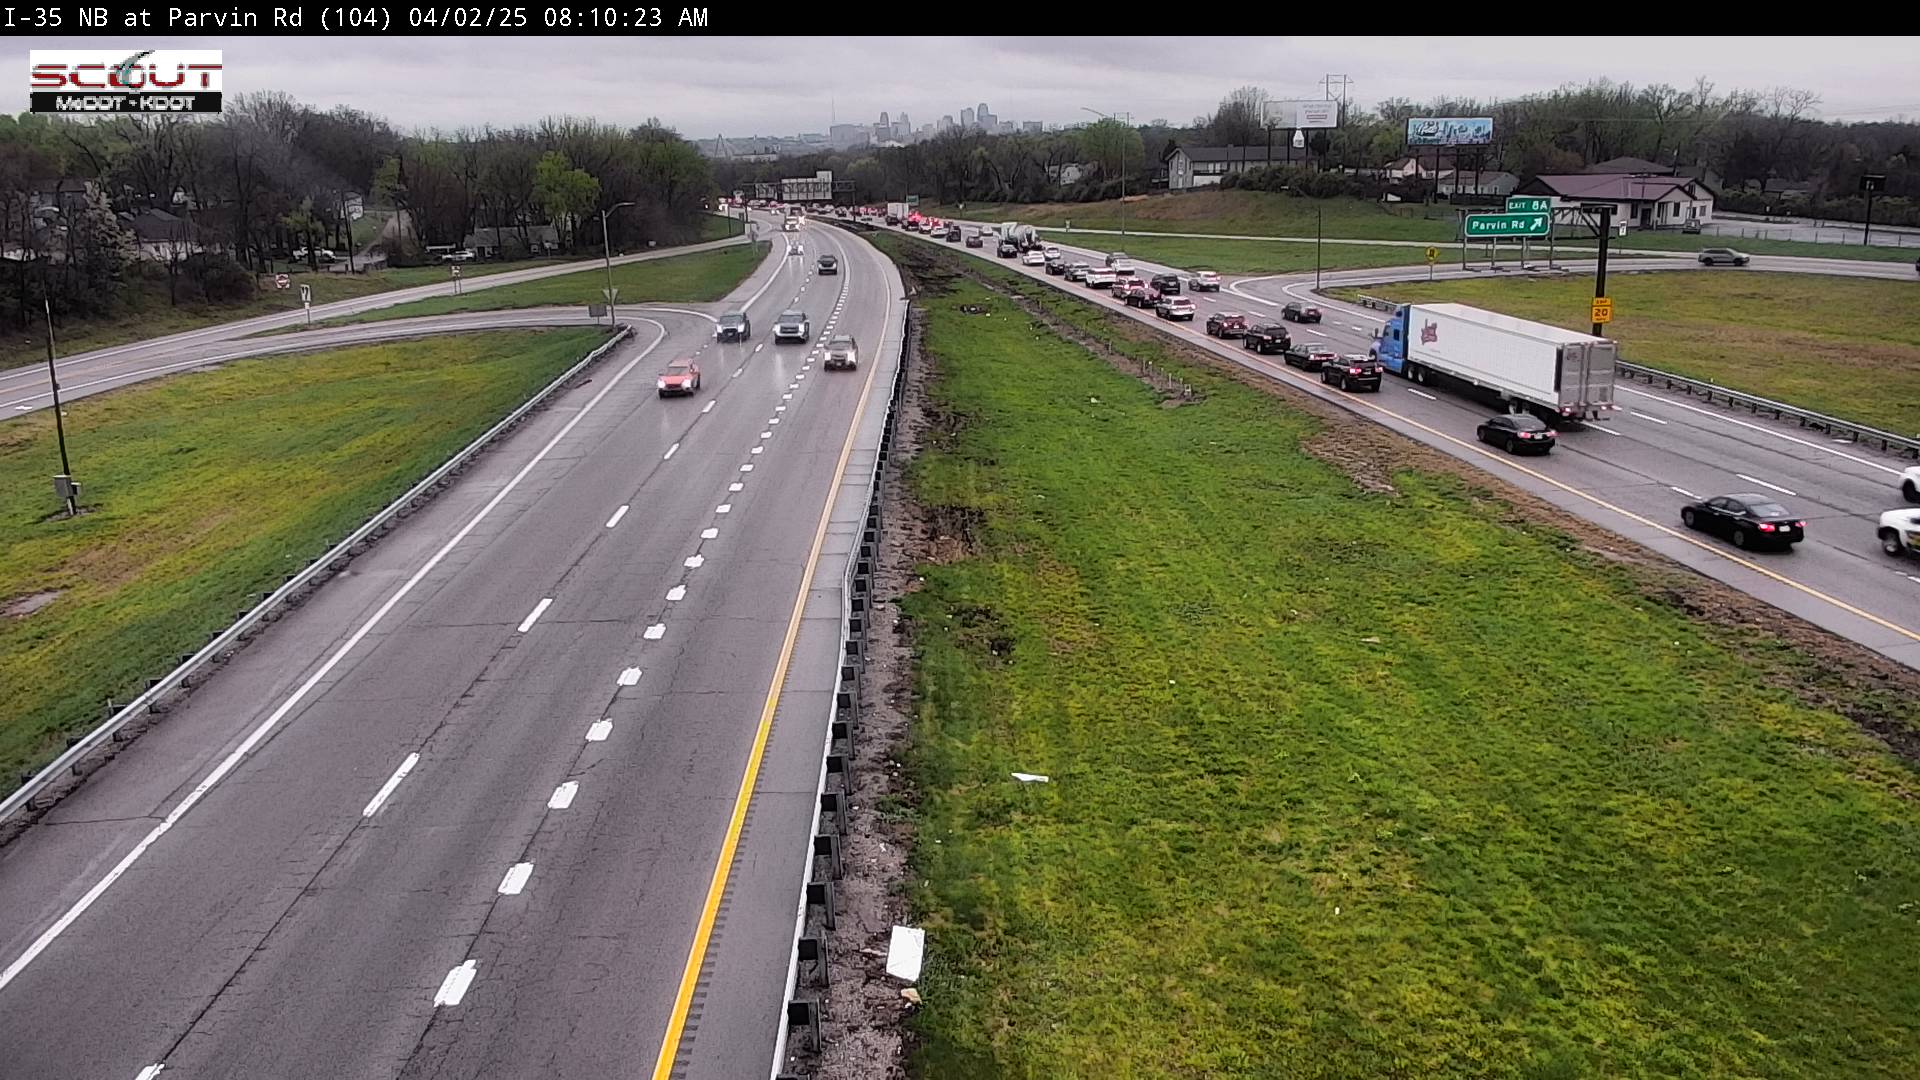 I-35 NB at Parvin Rd (104) 04/02/25 08:10:23 AM
SCOUT
MoDOT - KDOT
EXIT 8A
Parvin Rd
20